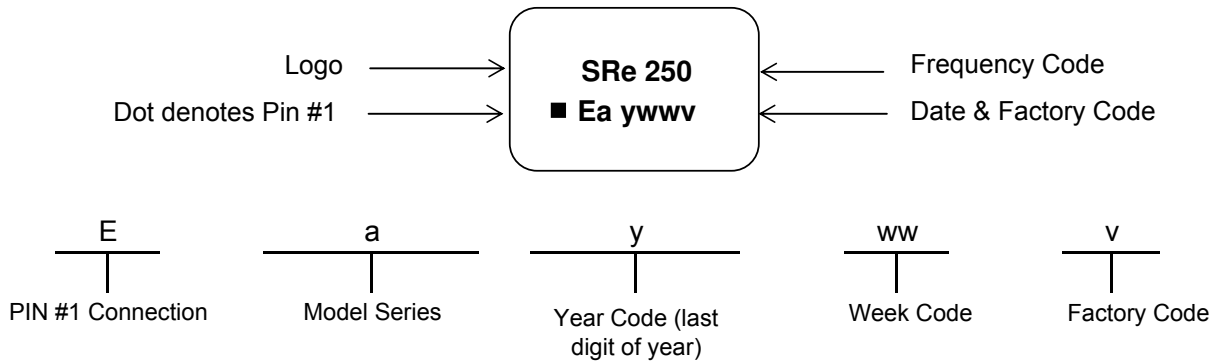 Logo
SRe 250
Frequency Code
Dot denotes Pin #1
■ Ea ywwv
Date & Factory Code
E
a
y
ww
v
PIN #1 Connection
Model Series
Year Code (last
digit of year)
Week Code
Factory Code